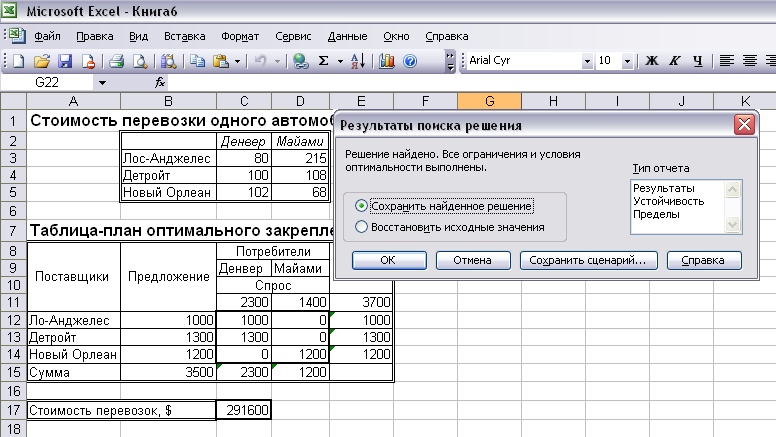 Microsoft Excel - Книга6
Файл Правка Вид Вставка Формат Сервис Данные Окно Справка
Arial Cyr 10 Ж К Ч
G22 fx
A B C D E F G H I J K
1 Стоимость перевозки одного автомоб
2 Денвер Майами
3 Лос-Анджелес 80 215
4 Детройт 100 108
5 Новый Орлеан 102 68
6
7 Таблица-план оптимального закрепле
8 Потребители
9 Поставщики Предложение Денвер Майами
10 Спрос
11 2300 1400 3700
12 Ло-Анджелес 1000 1000 0 1000
13 Детройт 1300 1300 0 1300
14 Новый Орлеан 1200 0 1200 1200
15 Сумма 3500 2300 1200
16
17 Стоимость перевозок, $ 291600
18
Результаты поиска решения
Решение найдено. Все ограничения и условия
оптимальности выполнены.
Сохранить найденное решение
Восстановить исходные значения
Тип отчета
Результаты
Устойчивость
Пределы
ОК Отмена Сохранить сценарий... Справка